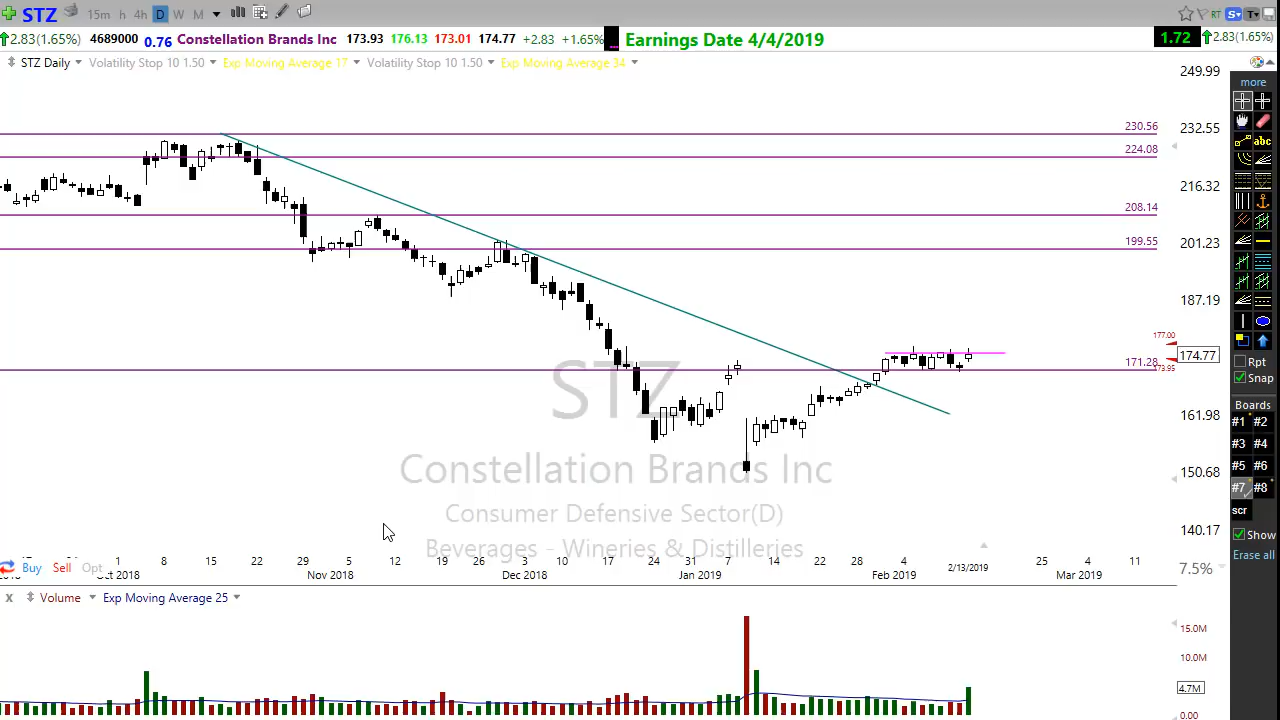 STZ 15m h 4h D W M RT S T
2.83(1.65%) 4689000 0.76 Constellation Brands Inc 173.93 176.13 173.01 174.77 +2.83 +1.65% Earnings Date 4/4/2019 1.72 2.83(1.65%)
STZ Daily Volatility Stop 10 1.50 Exp Moving Average 17 Volatility Stop 10 1.50 Exp Moving Average 34
249.99
more
230.56
232.55
224.08
abc
216.32
208.14
199.55
201.23
187.19
177.00
174.77
171.28
173.95
Rpt
Snap
STZ
Boards
161.98
#1 #2
#3 #4
Constellation Brands Inc
150.68
#5 #6
#7 #8
Consumer Defensive Sector(D)
scr
140.17
Show
Beverages - Wineries & Distilleries
Erase all
1 8 15 22 29 5 12 19 26 3 10 17 24 31 7 14 22 28 4 2/13/2019 25 11
Buy Sell Opt
7.5%
Oct 2018 Nov 2018 Dec 2018 Jan 2019 Feb 2019 Mar 2019
x Volume Exp Moving Average 25
15.0M
10.0M
4.7M
0.00